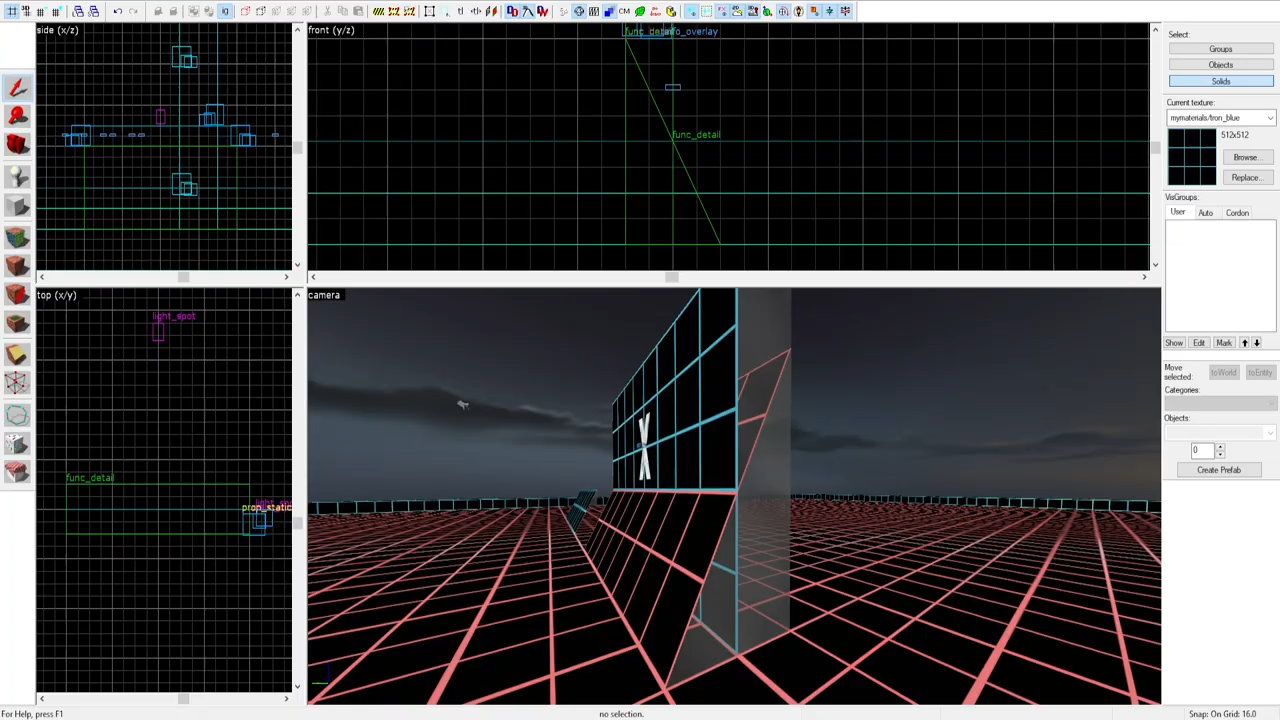 CM
side (x/z)
front (y/z)
func_detail
info_overlay
func_detail
top (x/y)
light_spot
func_detail
prop_static
camera
X
Select:
Groups
Objects
Solids
Current texture:
mymaterials/tron_blue
512x512
Browse...
Replace...
VisGroups:
User Auto Cordon
Show Edit Mark
Move
selected:
toWorld toEntity
Categories:
Objects:
0
Create Prefab
For Help, press F1
no selection.
Snap: On Grid: 16.0